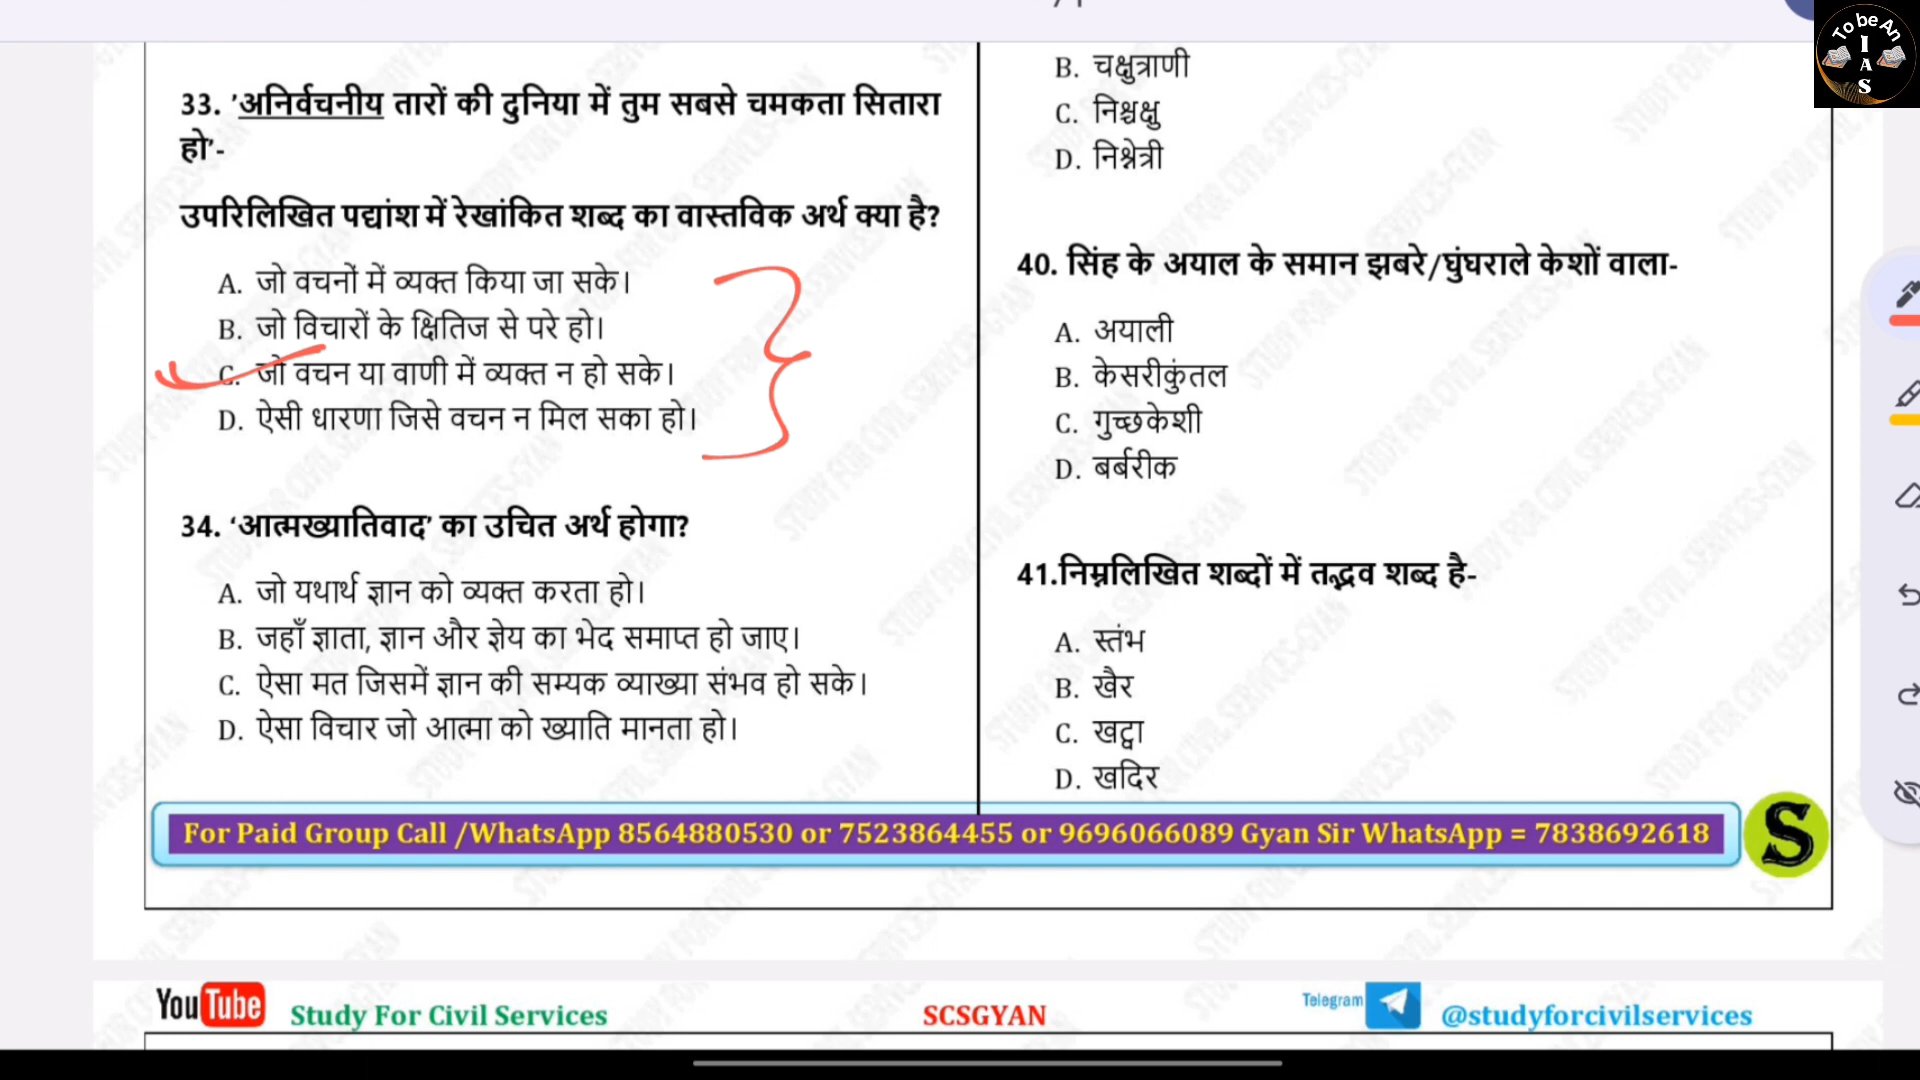 To be An
I
A
S
33. 'अनिर्वचनीय तारों की दुनिया में तुम सबसे चमकता सितारा
हो'-
उपरिलिखित पद्यांश में रेखांकित शब्द का वास्तविक अर्थ क्या है?
A. जो वचनों में व्यक्त किया जा सके।
B. जो विचारों के क्षितिज से परे हो।
C. जो वचन या वाणी में व्यक्त न हो सके।
D. ऐसी धारणा जिसे वचन न मिल सका हो।
34. ‘आत्मख्यातिवाद’ का उचित अर्थ होगा?
A. जो यथार्थ ज्ञान को व्यक्त करता हो।
B. जहाँ ज्ञाता, ज्ञान और ज्ञेय का भेद समाप्त हो जाए।
C. ऐसा मत जिसमें ज्ञान की सम्यक व्याख्या संभव हो सके।
D. ऐसा विचार जो आत्मा को ख्याति मानता हो।
B. चक्षुत्राणी
C. निश्चक्षु
D. निश्नेत्री
40. सिंह के अयाल के समान झबरे/घुंघराले केशों वाला-
A. अयाली
B. केसरीकुंतल
C. गुच्छकेशी
D. बर्बरीक
41.निम्नलिखित शब्दों में तद्भव शब्द है-
A. स्तंभ
B. खैर
C. खट्वा
D. खदिर
For Paid Group Call /WhatsApp 8564880530 or 7523864455 or 9696066089 Gyan Sir WhatsApp = 7838692618
S
YouTube Study For Civil Services SCSGYAN Telegram @studyforcivilservices